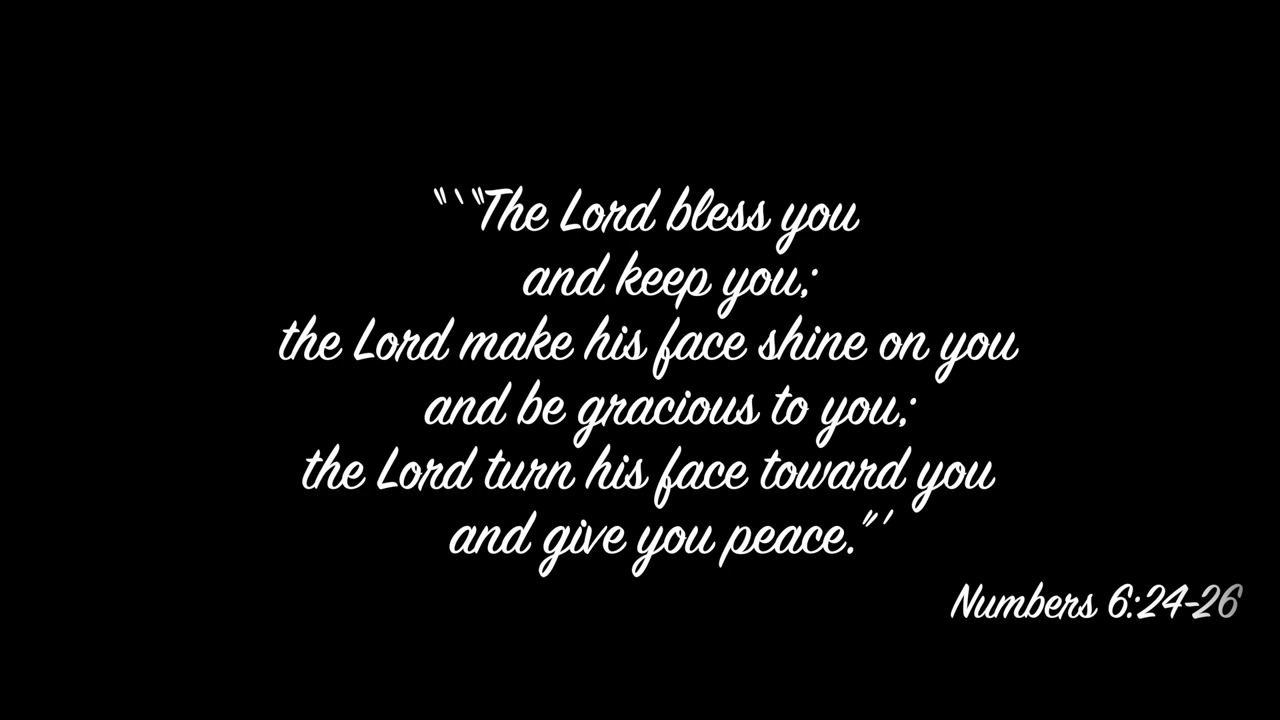 “‘“The Lord bless you
and keep you;
the Lord make his face shine on you
and be gracious to you;
the Lord turn his face toward you
and give you peace.”’
Numbers 6:24-26